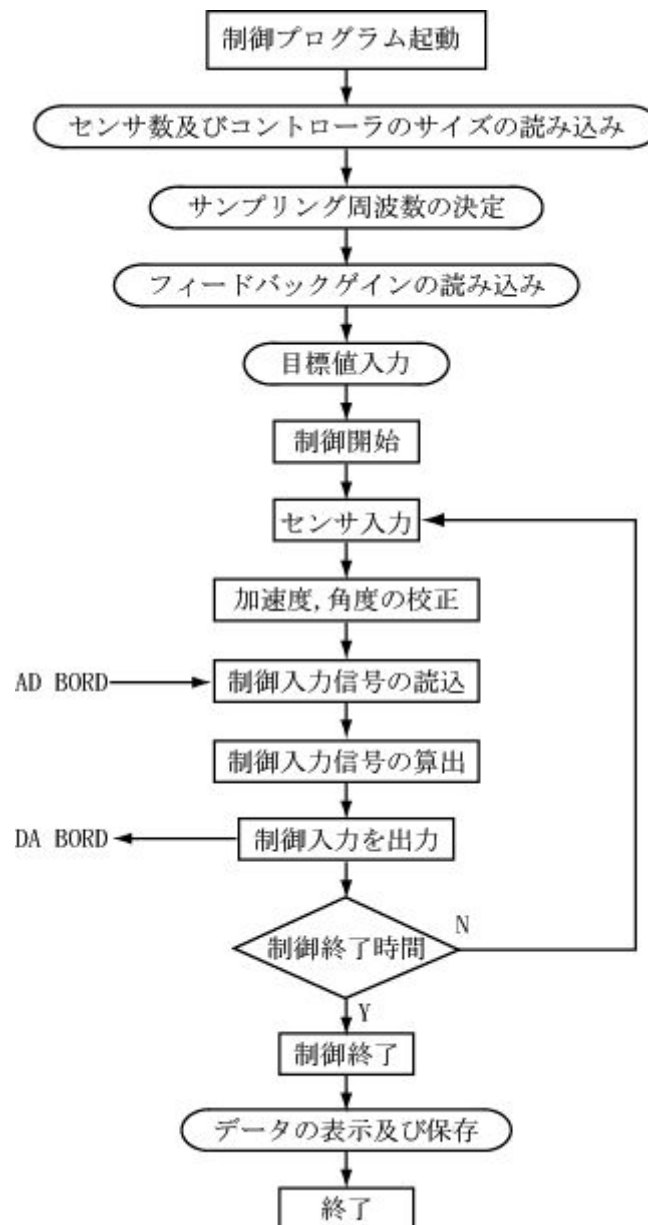 制御プログラム起動
センサ数及びコントローラのサイズの読み込み
サンプリング周波数の決定
フィードバックゲインの読み込み
目標値入力
制御開始
センサ入力
加速度,角度の校正
AD BORD
制御入力信号の読込
制御入力信号の算出
DA BORD
制御入力を出力
制御終了時間
N
Y
制御終了
データの表示及び保存
終了